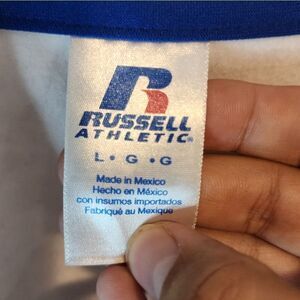 RUSSELL
ATHLETIC®
L • G • G
Made in Mexico
Hecho en México
con insumos importados
Fabriqué au Mexique